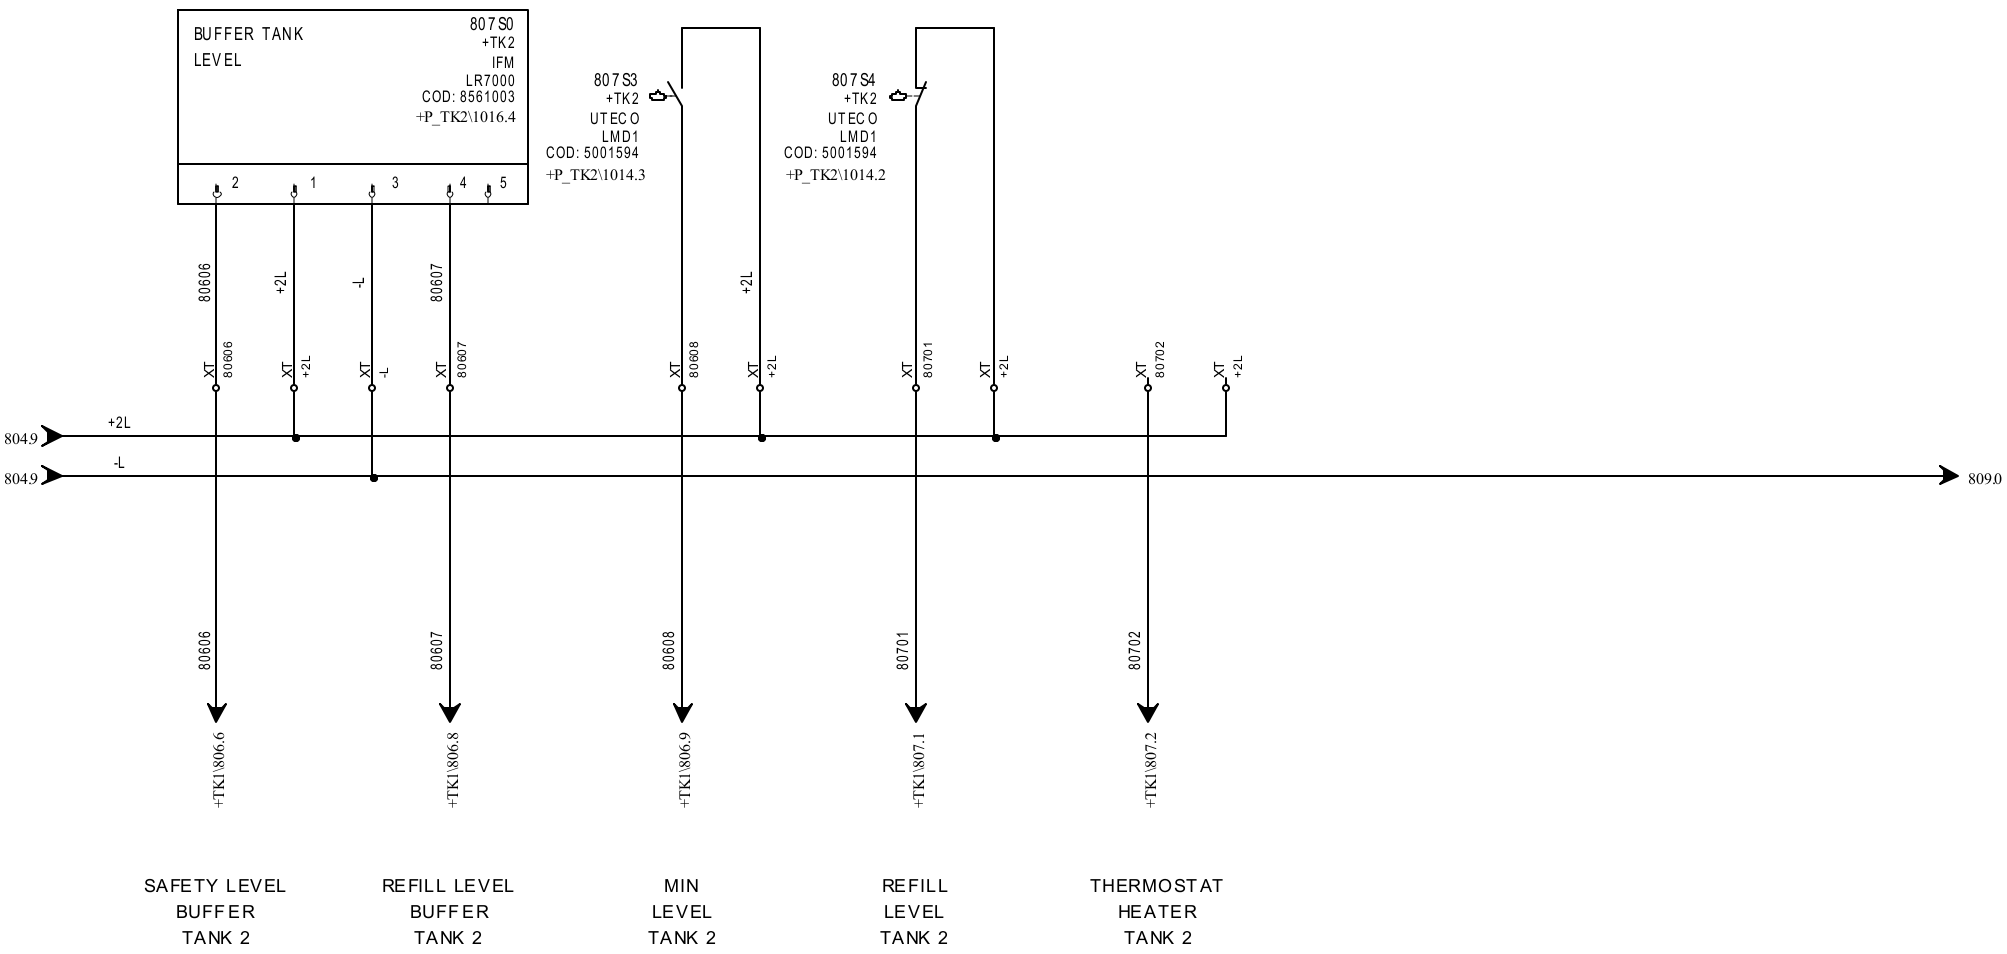 BUFFER TANK
LEVEL
807S0
+TK2
IFM
LR7000
COD: 8561003
+P_TK2\1016.4
2 1 3 4 5
807S3
+TK2
UTECO
LMD1
COD: 5001594
+P_TK2\1014.3
807S4
+TK2
UTECO
LMD1
COD: 5001594
+P_TK2\1014.2
80606
+2L
-L
80607
+2L
XT
80606
XT
+2L
XT
-L
XT
80607
XT
80608
XT
+2L
XT
80701
XT
+2L
XT
80702
XT
+2L
804.9
+2L
804.9
-L
809.0
80606
80607
80608
80701
80702
+TK1\806.6
+TK1\806.8
+TK1\806.9
+TK1\807.1
+TK1\807.2
SAFETY LEVEL
BUFFER
TANK 2
REFILL LEVEL
BUFFER
TANK 2
MIN
LEVEL
TANK 2
REFILL
LEVEL
TANK 2
THERMOSTAT
HEATER
TANK 2